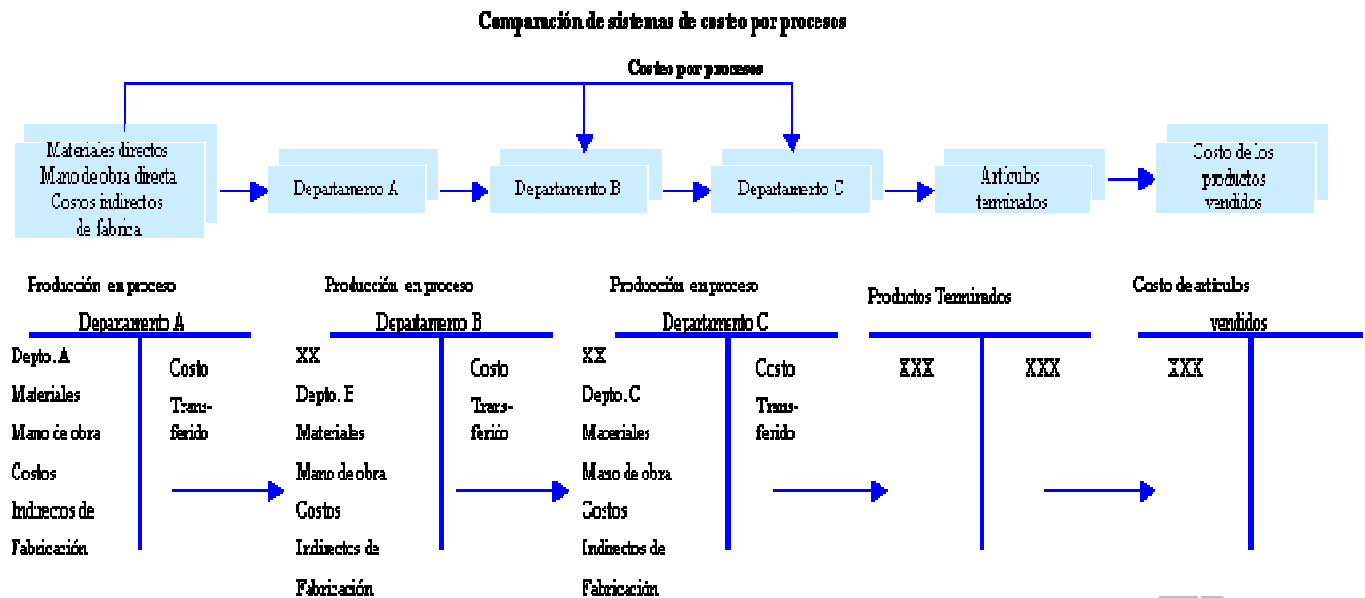 Comparación de sistemas de costeo por procesos
Costeo por procesos
Materiales directos
Mano de obra directa
Costos indirectos
de fabrica
Departamento A
Departamento B
Departamento C
Artículos
terminados
Costo de los
productos
vendidos
Producción en proceso
Departamento A
Depto. A
Materiales
Mano de obra
Costos
Indirectos de
Fabricación
Costo
Trans-
ferido
Producción en proceso
Departamento B
XX
Depto. B
Materiales
Mano de obra
Costos
Indirectos de
Fabricación
Costo
Trans-
ferido
Producción en proceso
Departamento C
XX
Depto. C
Materiales
Mano de obra
Costos
Indirectos de
Fabricación
Costo
Trans-
ferido
Productos Terminados
XXX
XXX
Costo de artículos
vendidos
XXX